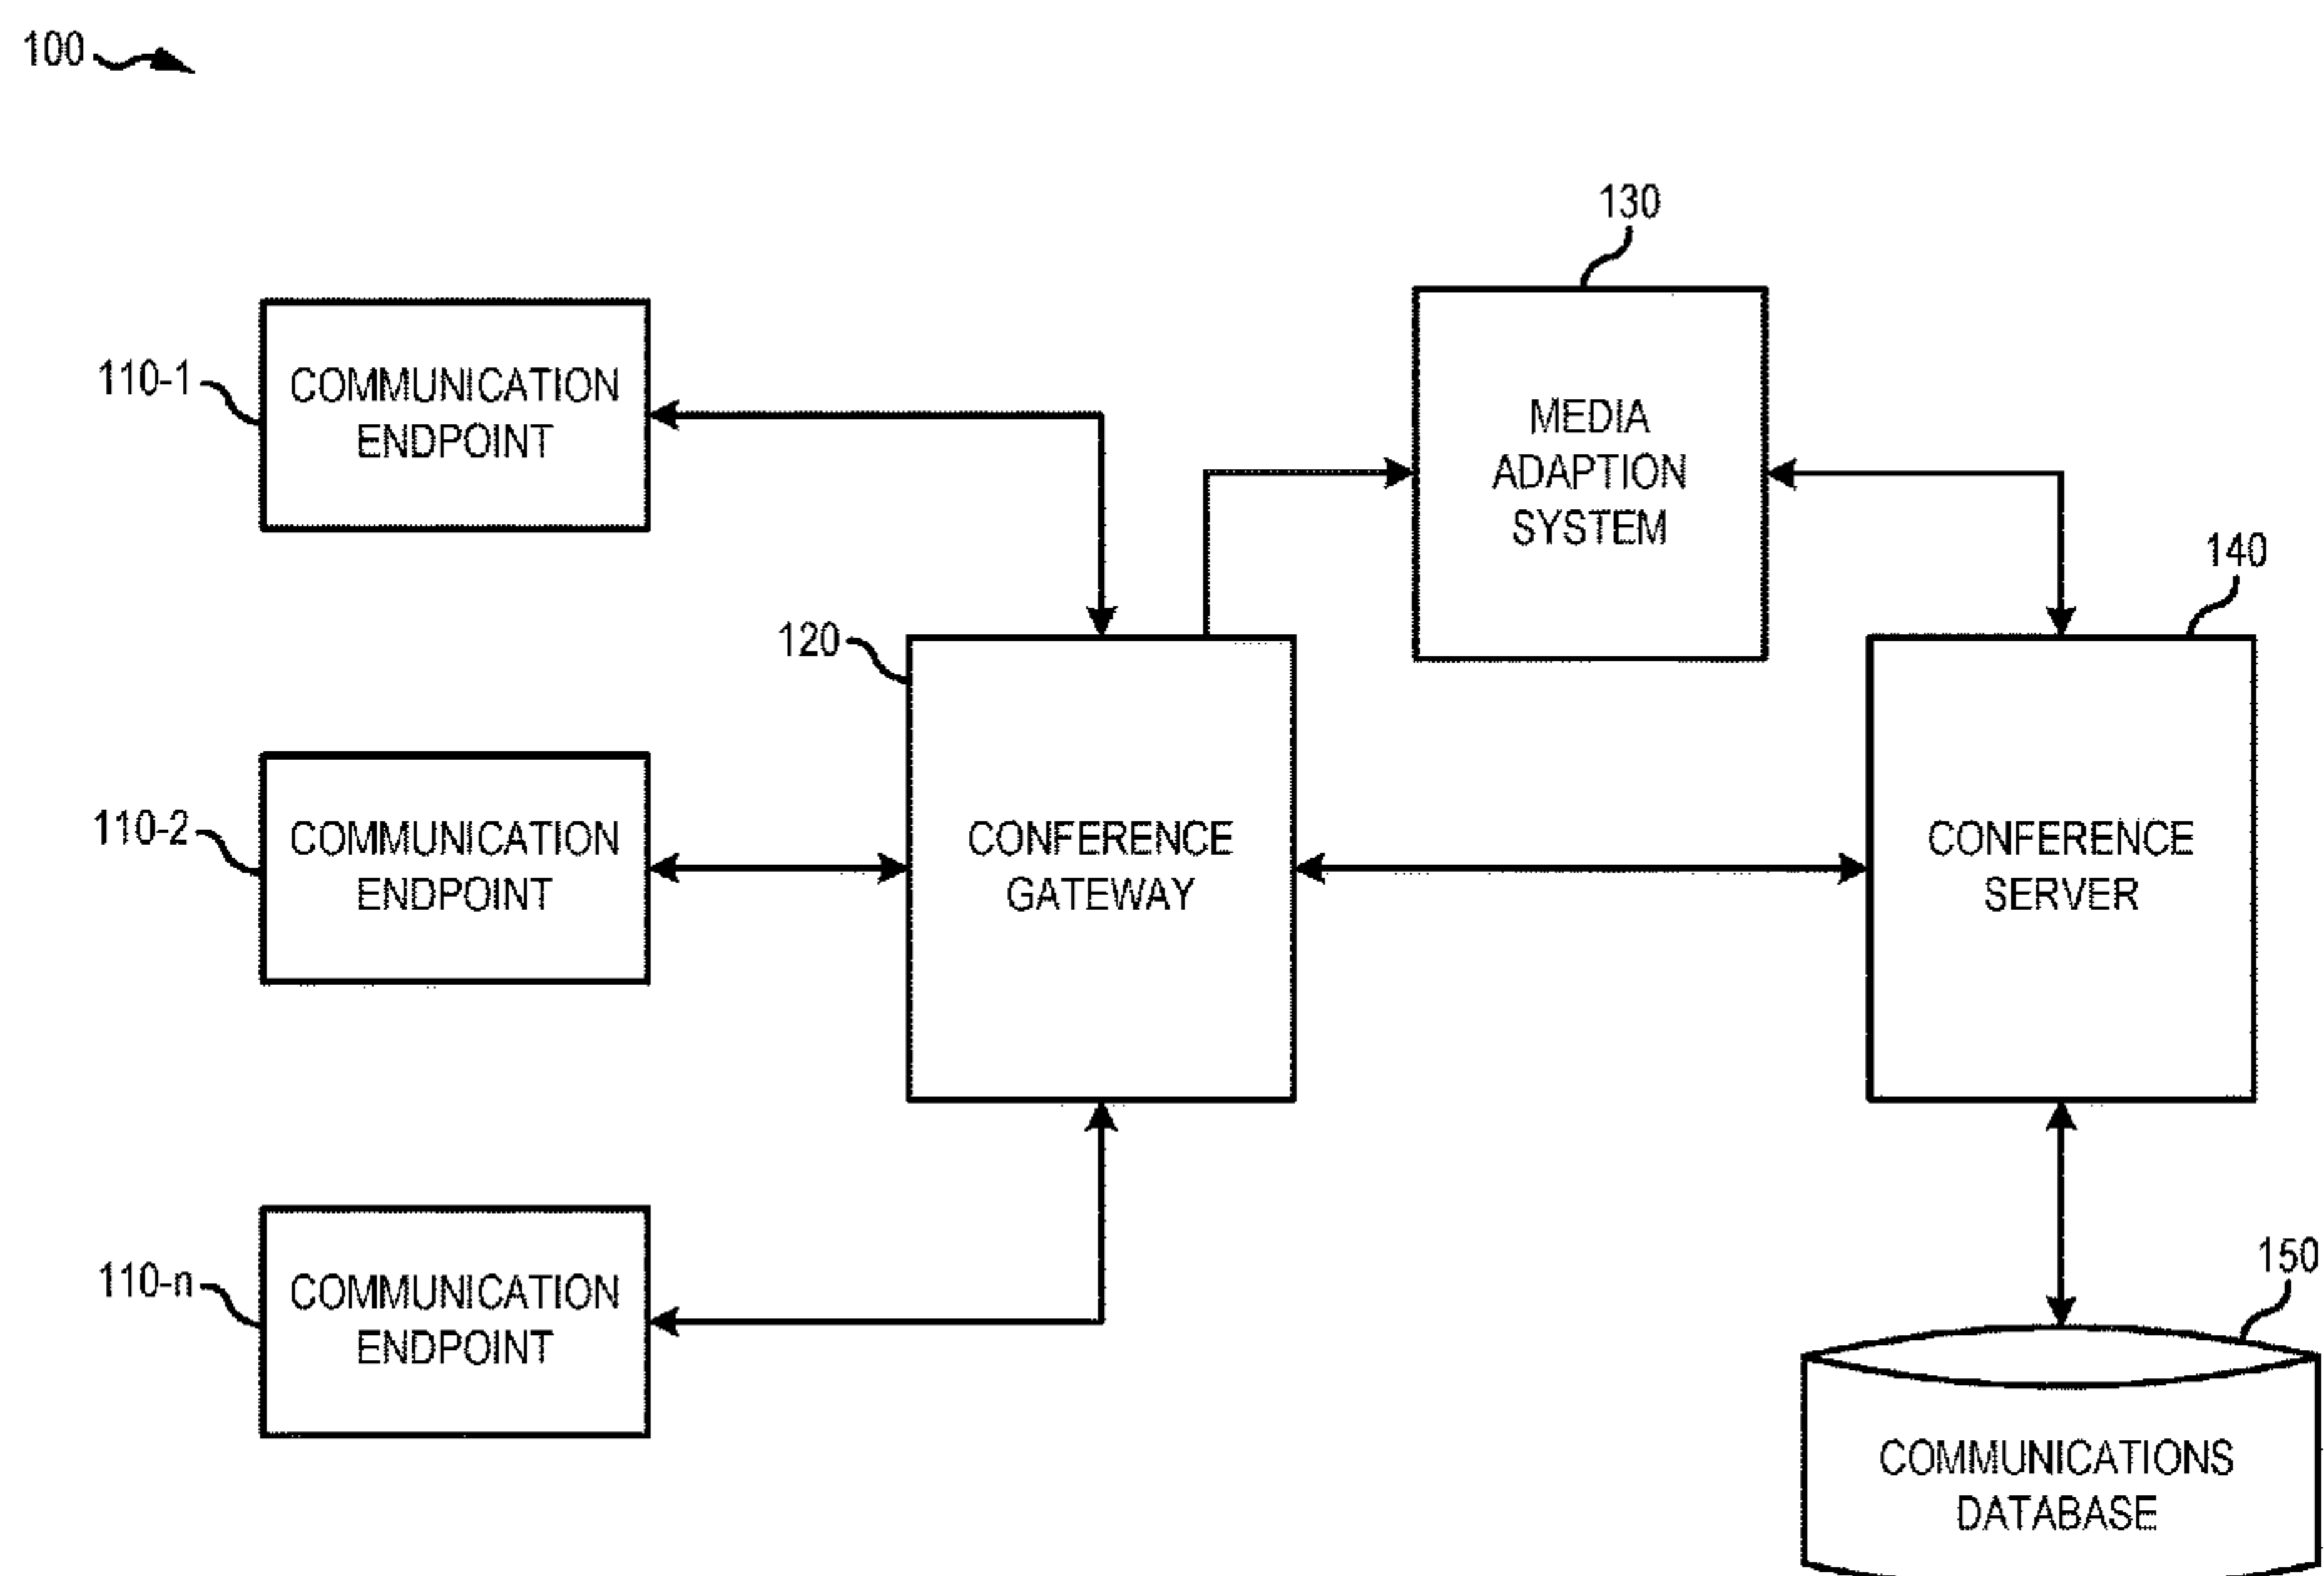 100
130
110-1
COMMUNICATION
ENDPOINT
MEDIA
ADAPTION
SYSTEM
140
120
110-2
COMMUNICATION
ENDPOINT
CONFERENCE
GATEWAY
CONFERENCE
SERVER
110-n
COMMUNICATION
ENDPOINT
150
COMMUNICATIONS
DATABASE